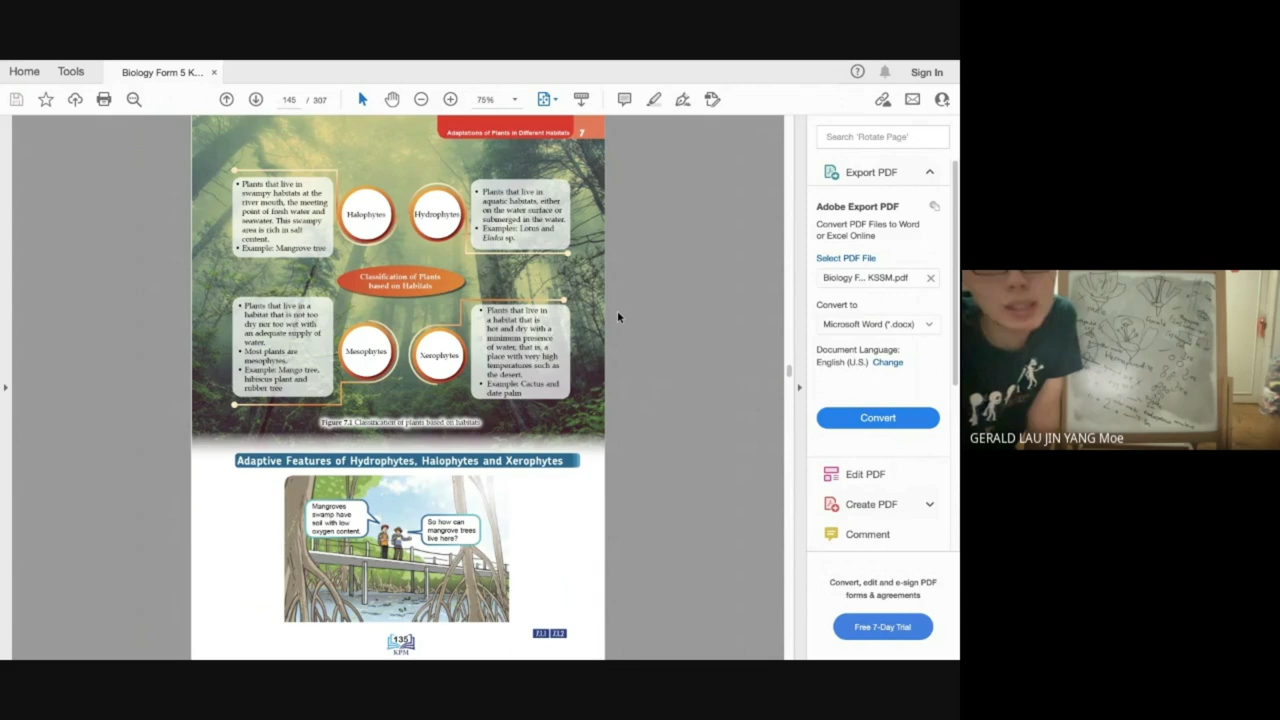 Home
Tools
Biology Form 5 K...
Sign In
145 / 307
75%
Adaptations of Plants in Different Habitats 7
• Plants that live in
swampy habitats at the
river mouth, the meeting
point of fresh water and
seawater. This swampy
area is rich in salt
content.
• Example: Mangrove tree
Halophytes
Hydrophytes
• Plants that live in
aquatic habitats, either
on the water surface or
submerged in the water.
• Examples: Lotus and
Elodea sp.
Classification of Plants
based on Habitats
• Plants that live in a
habitat that is not too
dry nor too wet with
an adequate supply of
water.
• Most plants are
mesophytes.
• Example: Mango tree,
hibiscus plant and
rubber tree
Mesophytes
Xerophytes
• Plants that live in
a habitat that is
hot and dry with a
minimum presence
of water, that is, a
place with very high
temperatures such as
the desert.
• Example: Cactus and
date palm
Figure 7.1 Classification of plants based on habitats
Adaptive Features of Hydrophytes, Halophytes and Xerophytes
Mangroves
swamp have
soil with low
oxygen content.
So how can
mangrove trees
live here?
135
KPM
7.1.1 7.1.2
Search 'Rotate Page'
Export PDF
Adobe Export PDF
Convert PDF Files to Word
or Excel Online
Select PDF File
Biology F... KSSM.pdf
Convert to
Microsoft Word (*.docx)
Document Language:
English (U.S.) Change
Convert
Edit PDF
Create PDF
Comment
Convert, edit and e-sign PDF
forms & agreements
Free 7-Day Trial
GERALD LAU JIN YANG Moe